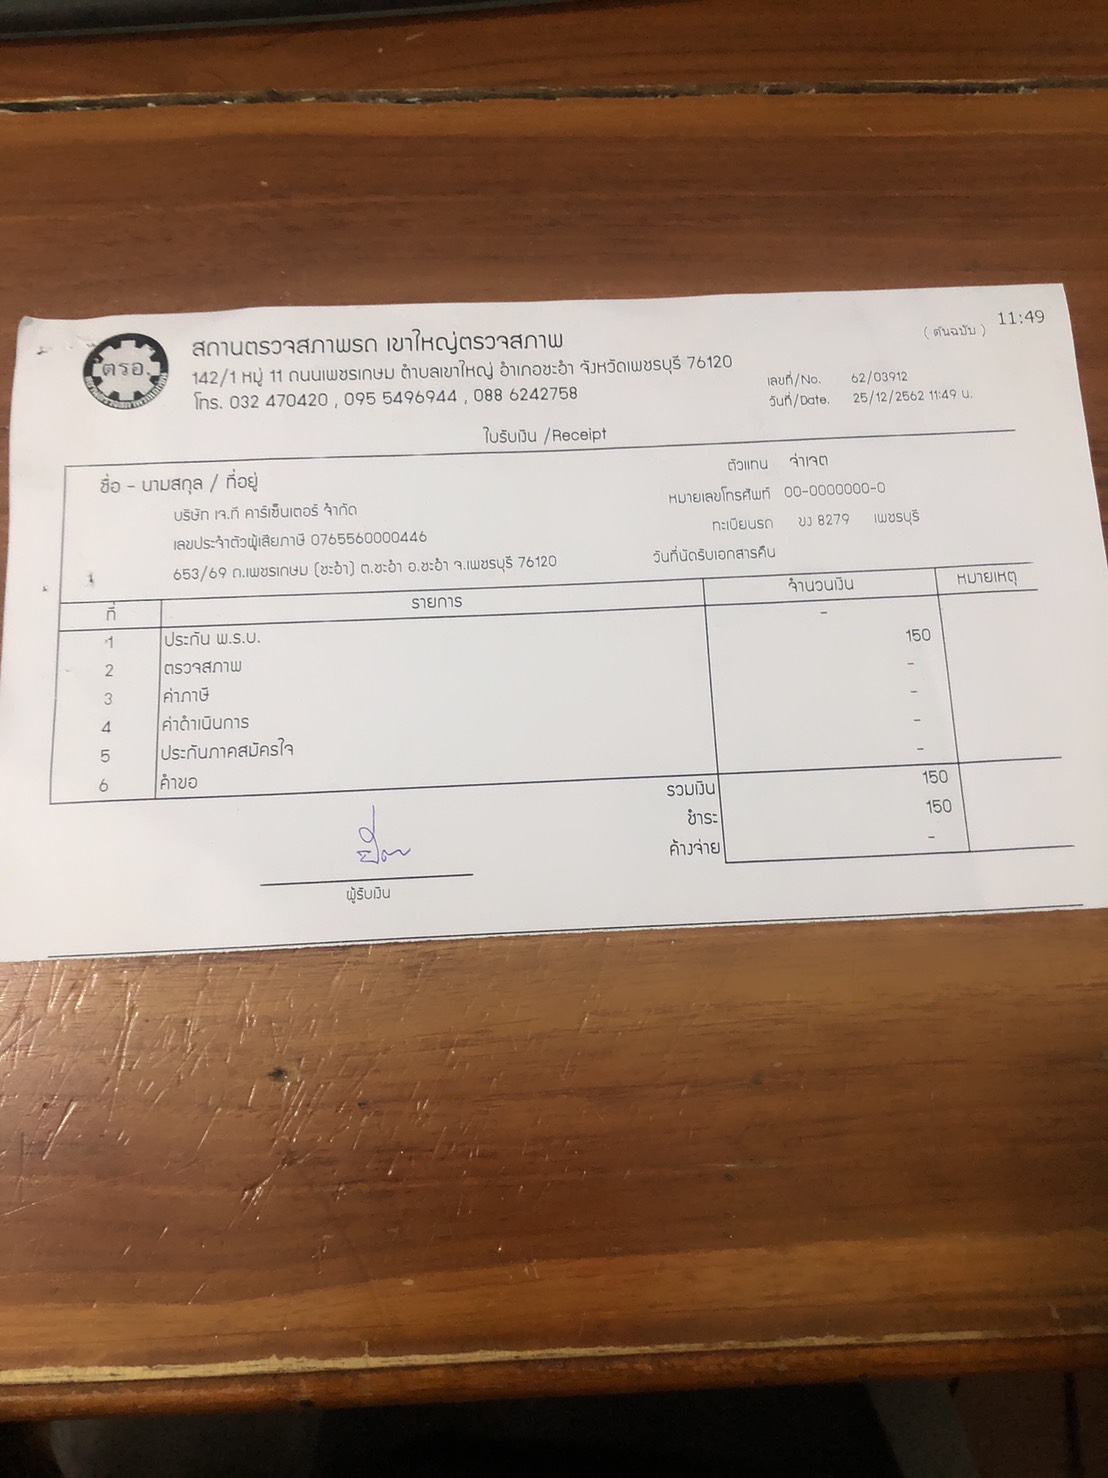 11:49
( ต้นฉบับ )
ตรอ.
สถานตรวจสภาพรถ เขาใหญ่ตรวจสภาพ
142/1 หมู่ 11 ถนนเพชรเกษม ตำบลเขาใหญ่ อำเภอชะอำ จังหวัดเพชรบุรี 76120
โทร. 032 470420 , 095 5496944 , 088 6242758
เลขที่/No. 62/03912
วันที่/Date. 25/12/2562 11:49 น.
ใบรับเงิน /Receipt
ชื่อ - นามสกุล / ที่อยู่
บริษัท เจ.ที คาร์เซ็นเตอร์ จำกัด
เลขประจำตัวผู้เสียภาษี 0765560000446
653/69 ถ.เพชรเกษม (ชะอำ) ต.ชะอำ อ.ชะอำ จ.เพชรบุรี 76120
ตัวแทน จ่าเจต
หมายเลขโทรศัพท์ 00-0000000-0
ทะเบียนรถ ขง 8279 เพชรบุรี
วันที่นัดรับเอกสารคืน
ที่ รายการ จำนวนเงิน หมายเหตุ
1 ประกัน พ.ร.บ. -
2 ตรวจสภาพ 150
3 ค่าภาษี -
4 ค่าดำเนินการ -
5 ประกันภาคสมัครใจ -
6 คำขอ -
รวมเงิน 150
ชำระ 150
ค้างจ่าย -
ผู้รับเงิน